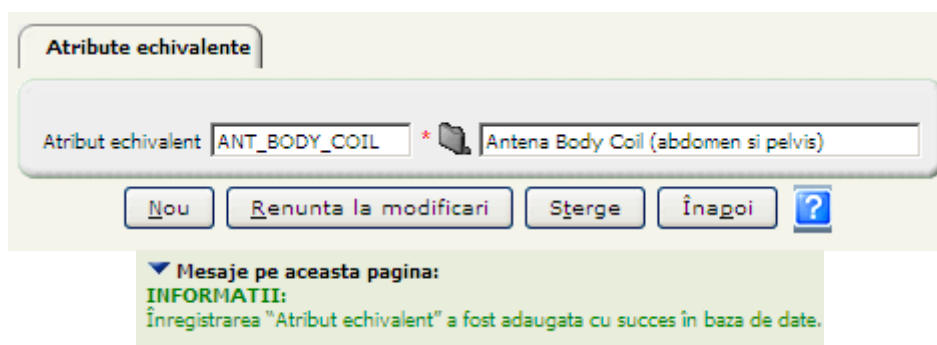 Atribute echivalente
Atribut echivalent ANT_BODY_COIL * Antena Body Coil (abdomen si pelvis)
Nou Renunta la modificari Sterge Înapoi ?
Mesaje pe aceasta pagina:
INFORMATII:
Înregistrarea "Atribut echivalent" a fost adaugata cu succes în baza de date.